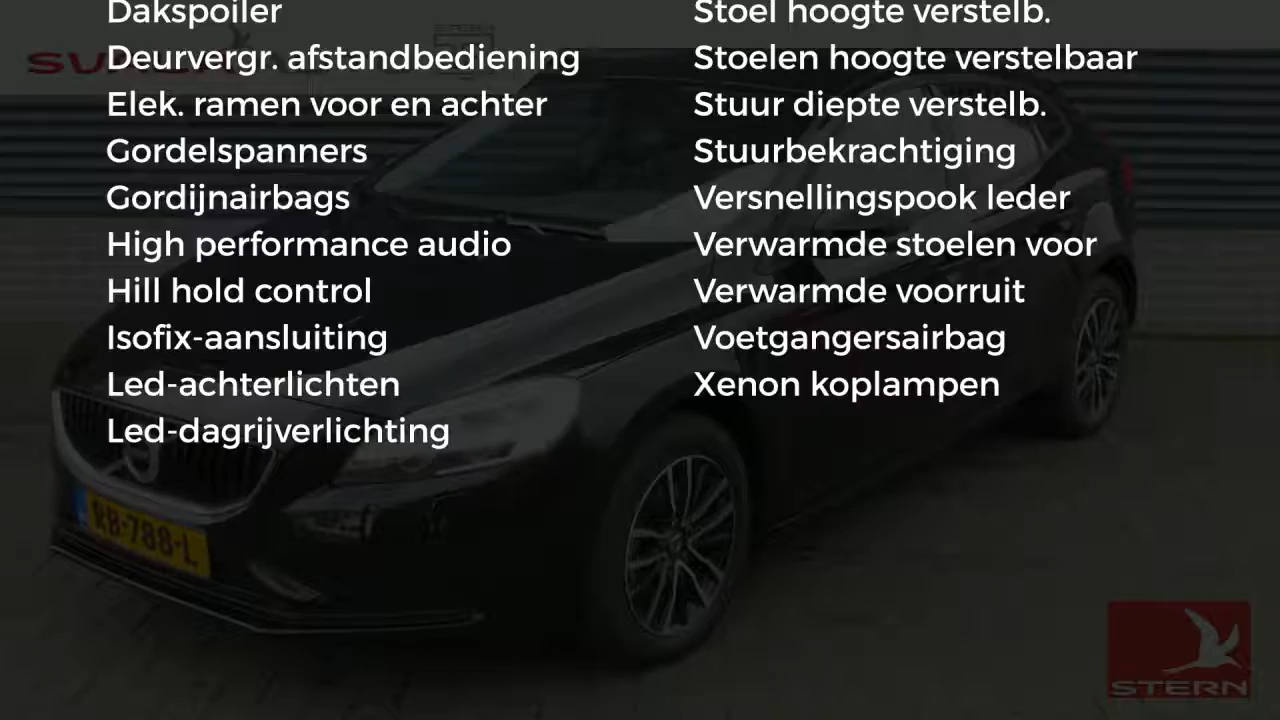 Dakspoiler
Deurvergr. afstandbediening
Elek. ramen voor en achter
Gordelspanners
Gordijnairbags
High performance audio
Hill hold control
Isofix-aansluiting
Led-achterlichten
Led-dagrijverlichting
Stoel hoogte verstelb.
Stoelen hoogte verstelbaar
Stuur diepte verstelb.
Stuurbekrachtiging
Versnellingspook leder
Verwarmde stoelen voor
Verwarmde voorruit
Voetgangersairbag
Xenon koplampen
RB-788-L
STERN